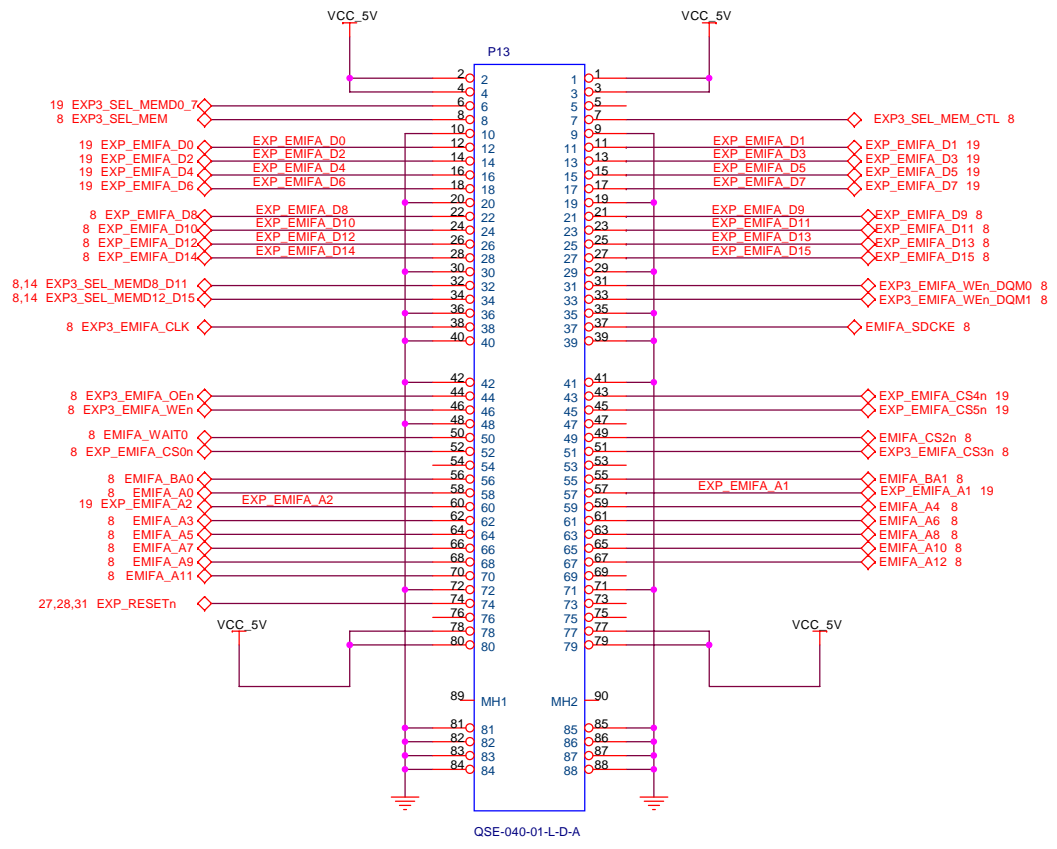 VCC_5V VCC_5V
P13
2 2 1 1
4 4 3 3
19 EXP3_SEL_MEMD0_7 6 6 5 5
8 EXP3_SEL_MEM 8 8 7 7 EXP3_SEL_MEM_CTL 8
10 10 9 9
19 EXP_EMIFA_D0 EXP_EMIFA_D0 12 12 11 11 EXP_EMIFA_D1 EXP_EMIFA_D1 19
19 EXP_EMIFA_D2 EXP_EMIFA_D2 14 14 13 13 EXP_EMIFA_D3 EXP_EMIFA_D3 19
19 EXP_EMIFA_D4 EXP_EMIFA_D4 16 16 15 15 EXP_EMIFA_D5 EXP_EMIFA_D5 19
19 EXP_EMIFA_D6 EXP_EMIFA_D6 18 18 17 17 EXP_EMIFA_D7 EXP_EMIFA_D7 19
20 20 19 19
8 EXP_EMIFA_D8 EXP_EMIFA_D8 22 22 21 21 EXP_EMIFA_D9 EXP_EMIFA_D9 8
8 EXP_EMIFA_D10 EXP_EMIFA_D10 24 24 23 23 EXP_EMIFA_D11 EXP_EMIFA_D11 8
8 EXP_EMIFA_D12 EXP_EMIFA_D12 26 26 25 25 EXP_EMIFA_D13 EXP_EMIFA_D13 8
8 EXP_EMIFA_D14 EXP_EMIFA_D14 28 28 27 27 EXP_EMIFA_D15 EXP_EMIFA_D15 8
30 30 29 29
8,14 EXP3_SEL_MEMD8_D11 32 32 31 31 EXP3_EMIFA_WEn_DQM0 8
8,14 EXP3_SEL_MEMD12_D15 34 34 33 33 EXP3_EMIFA_WEn_DQM1 8
36 36 35 35
8 EXP3_EMIFA_CLK 38 38 37 37 EMIFA_SDCKE 8
40 40 39 39
42 42 41 41
8 EXP3_EMIFA_OEn 44 44 43 43 EXP_EMIFA_CS4n 19
8 EXP3_EMIFA_WEn 46 46 45 45 EXP_EMIFA_CS5n 19
48 48 47 47
8 EMIFA_WAIT0 50 50 49 49 EMIFA_CS2n 8
8 EXP_EMIFA_CS0n 52 52 51 51 EXP3_EMIFA_CS3n 8
54 54 53 53
8 EMIFA_BA0 56 56 55 55 EMIFA_BA1 8
8 EMIFA_A0 58 58 57 57 EXP_EMIFA_A1 EXP_EMIFA_A1 19
19 EXP_EMIFA_A2 EXP_EMIFA_A2 60 60 59 59 EMIFA_A4 8
8 EMIFA_A3 62 62 61 61 EMIFA_A6 8
8 EMIFA_A5 64 64 63 63 EMIFA_A8 8
8 EMIFA_A7 66 66 65 65 EMIFA_A10 8
8 EMIFA_A9 68 68 67 67 EMIFA_A12 8
8 EMIFA_A11 70 70 69 69
72 72 71 71
27,28,31 EXP_RESETn 74 74 73 73
76 76 75 75
VCC_5V 78 78 77 77 VCC_5V
80 80 79 79
89 MH1 MH2 90
81 81 85 85
82 82 86 86
83 83 87 87
84 84 88 88
QSE-040-01-L-D-A